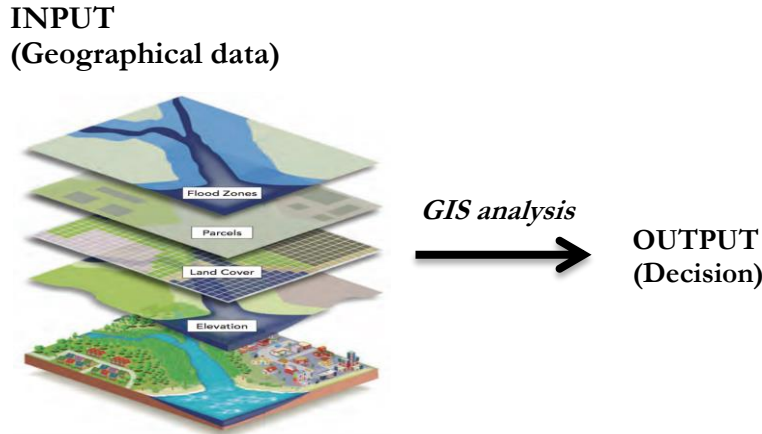 INPUT
(Geographical data)
Flood Zones
Parcels
Land Cover
Elevation
GIS analysis
OUTPUT
(Decision)